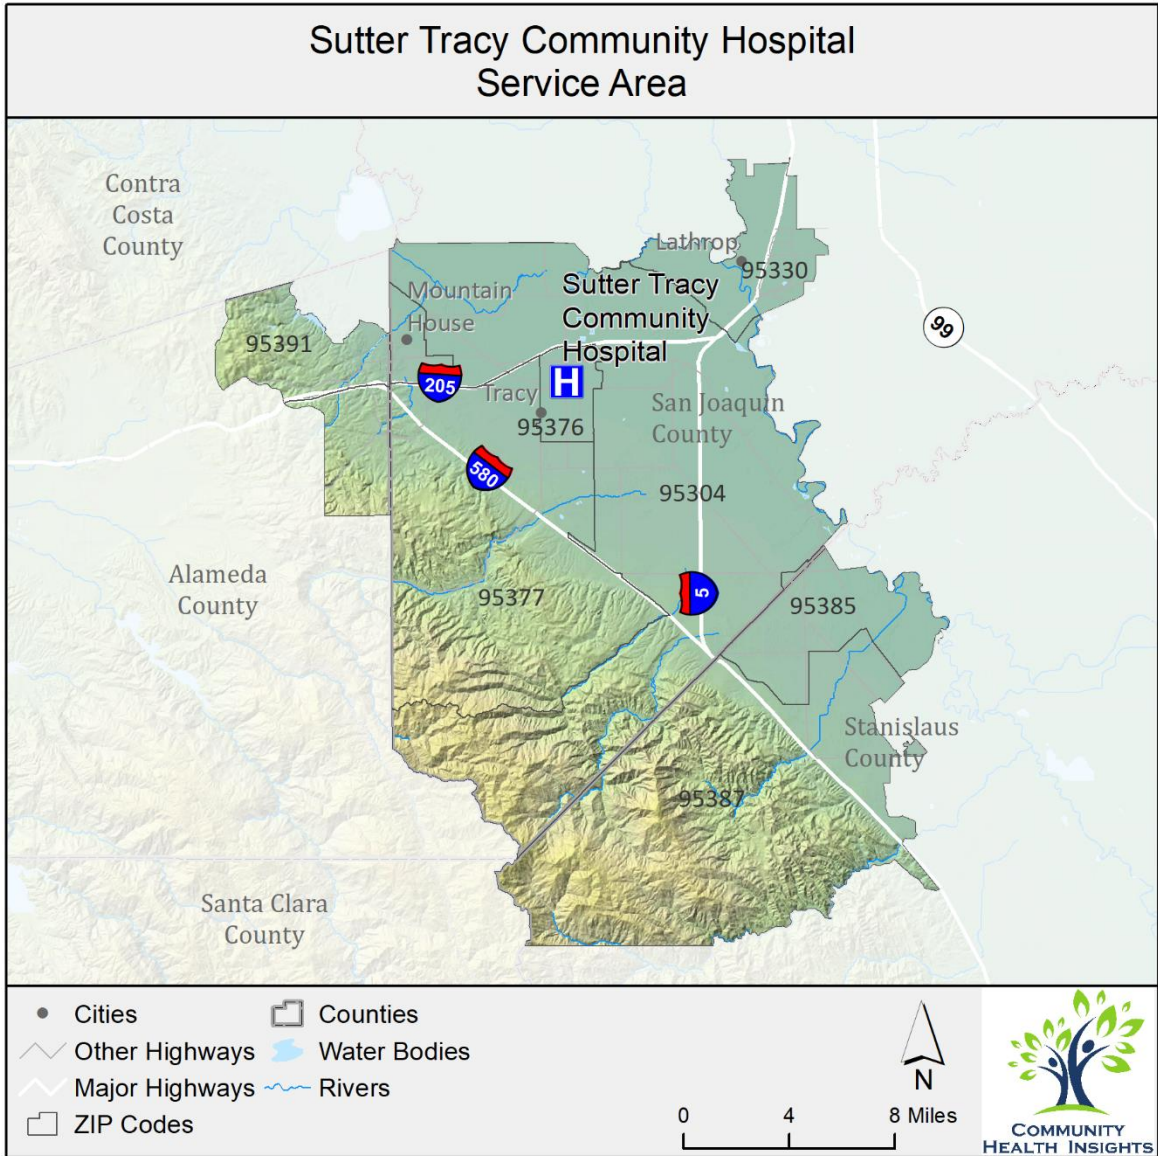 Sutter Tracy Community Hospital
Service Area
Contra
Costa
County
Lathrop
95330
Mountain
House
Sutter Tracy
Community
Hospital
99
95391
205
Tracy
95376
San Joaquin
County
580
95304
Alameda
County
95377
5
95385
Stanislaus
County
95387
Santa Clara
County
Cities
Counties
Other Highways
Water Bodies
Major Highways
Rivers
ZIP Codes
N
0 4 8 Miles
COMMUNITY
HEALTH INSIGHTS